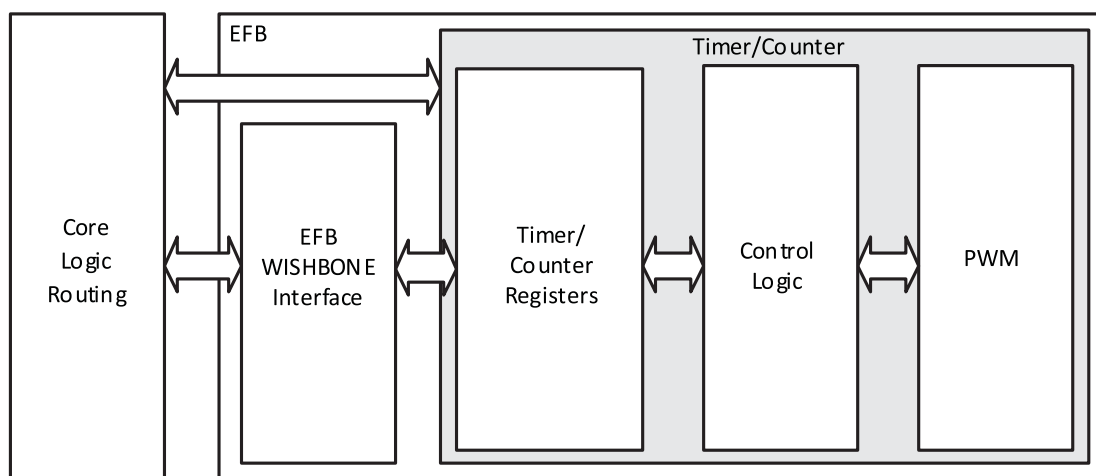 EFB
Timer/Counter
Core
Logic
Routing
EFB
WISHBONE
Interface
Timer/
Counter
Registers
Control
Logic
PWM